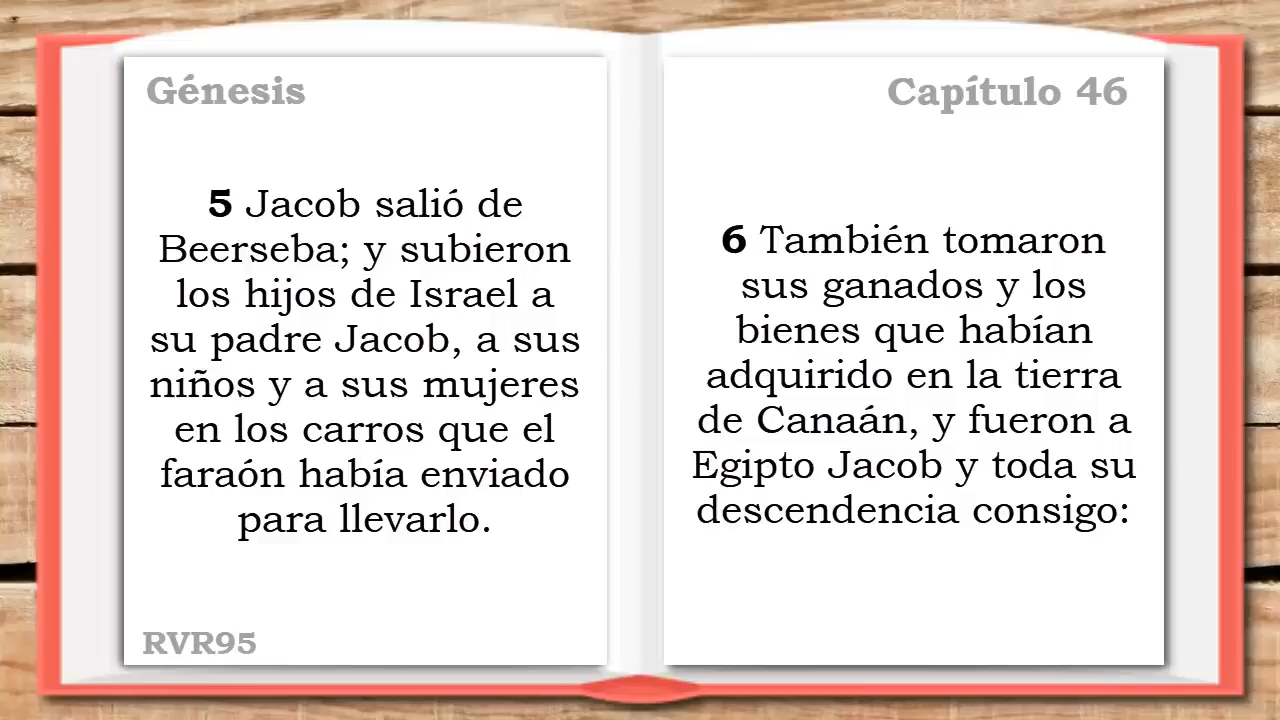 Génesis
5 Jacob salió de
Beerseba; y subieron
los hijos de Israel a
su padre Jacob, a sus
niños y a sus mujeres
en los carros que el
faraón había enviado
para llevarlo.
RVR95
Capítulo 46
6 También tomaron
sus ganados y los
bienes que habían
adquirido en la tierra
de Canaán, y fueron a
Egipto Jacob y toda su
descendencia consigo: